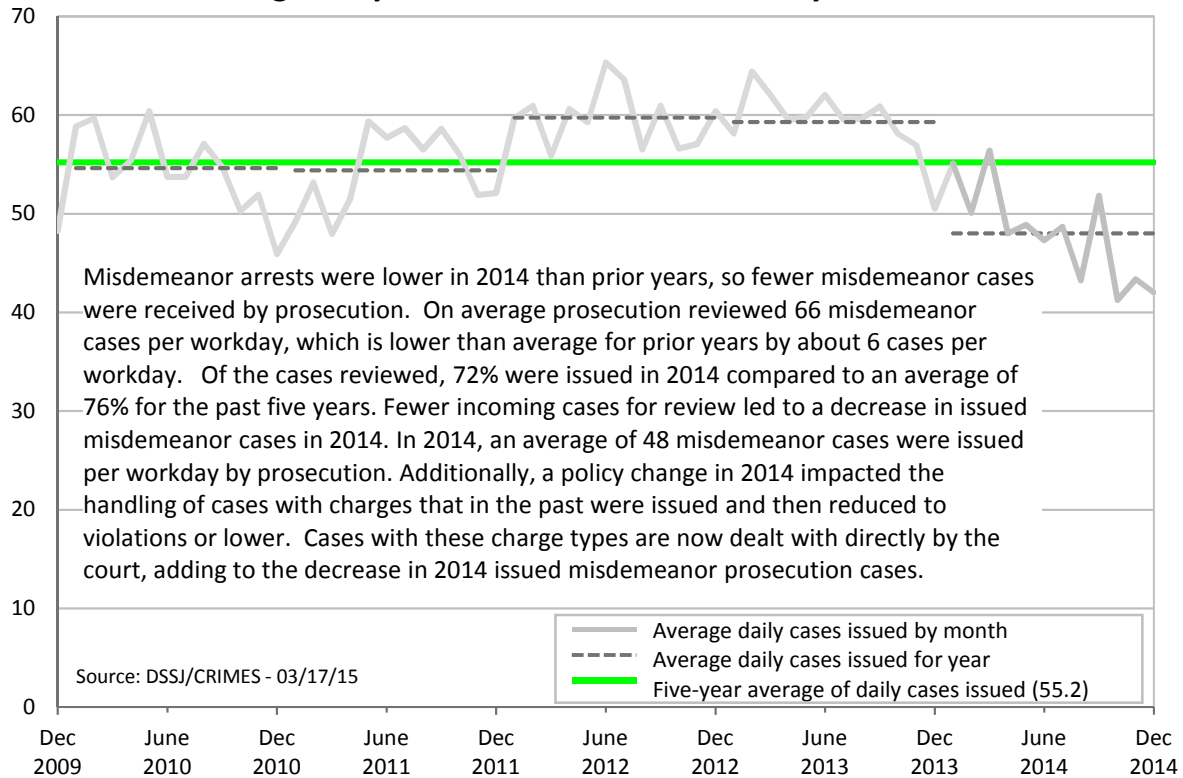 70
60
50
40
30
20
10
0
Misdemeanor arrests were lower in 2014 than prior years, so fewer misdemeanor cases
were received by prosecution.  On average prosecution reviewed 66 misdemeanor
cases per workday, which is lower than average for prior years by about 6 cases per
workday.   Of the cases reviewed, 72% were issued in 2014 compared to an average of
76% for the past five years. Fewer incoming cases for review led to a decrease in issued
misdemeanor cases in 2014. In 2014, an average of 48 misdemeanor cases were issued
per workday by prosecution. Additionally, a policy change in 2014 impacted the
handling of cases with charges that in the past were issued and then reduced to
violations or lower.  Cases with these charge types are now dealt with directly by the
court, adding to the decrease in 2014 issued misdemeanor prosecution cases.
Average daily cases issued by month
Average daily cases issued for year
Five-year average of daily cases issued (55.2)
Source: DSSJ/CRIMES - 03/17/15
Dec 2009
June 2010
Dec 2010
June 2011
Dec 2011
June 2012
Dec 2012
June 2013
Dec 2013
June 2014
Dec 2014